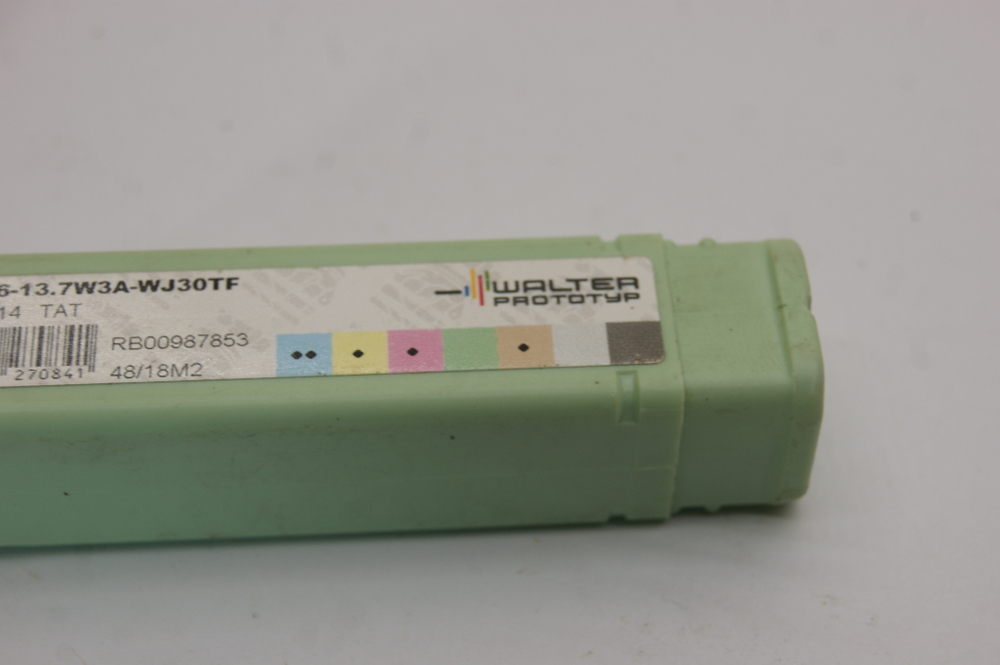 6-13.7W3A-WJ30TF
14 TAT
RB00987853
270841
48/18M2
WALTER
PROTOTYP